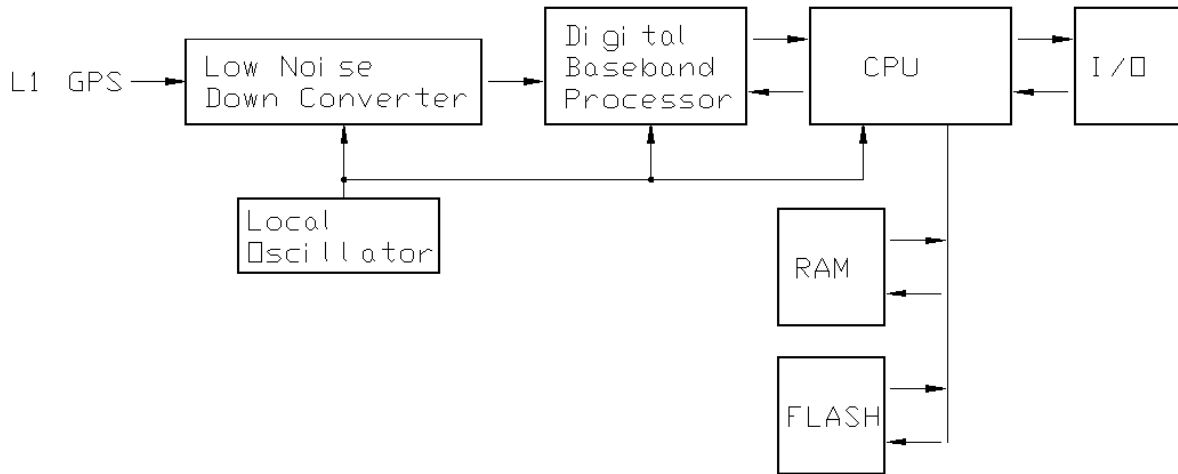 L1 GPS
Low Noise
Down Converter
Digital
Baseband
Processor
CPU
I/O
Local
Oscillator
RAM
FLASH